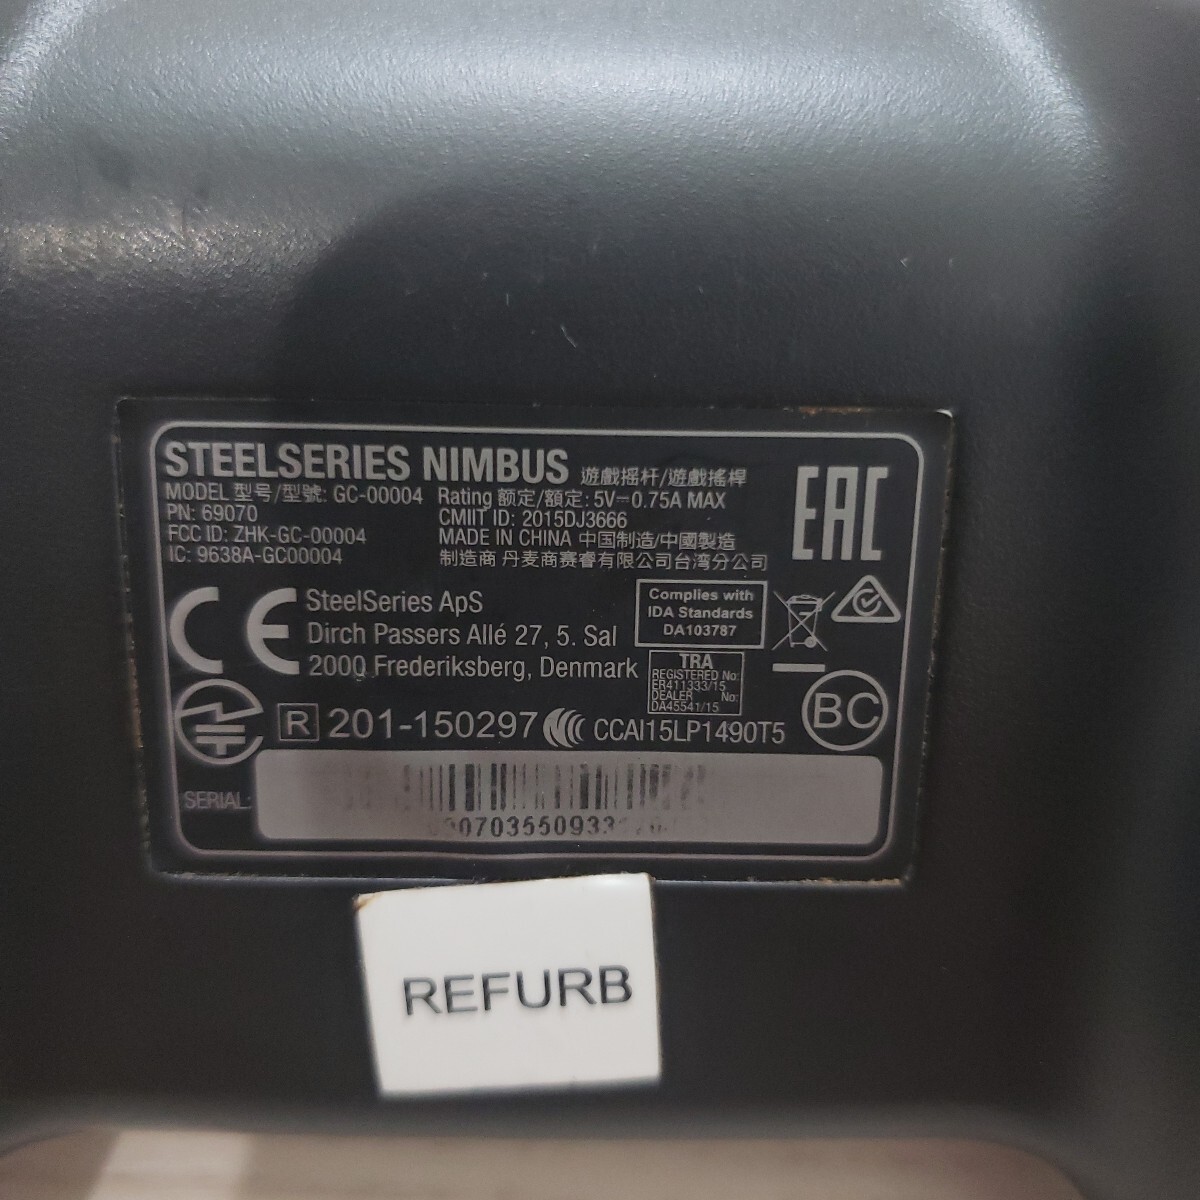 STEELSERIES NIMBUS 遊戲摇杆/遊戲搖桿
MODEL 型号/型號: GC-00004 Rating 额定/額定: 5V⎓0.75A MAX
PN: 69070 CMIIT ID: 2015DJ3666
FCC ID: ZHK-GC-00004 MADE IN CHINA 中国制造/中國製造
IC: 9638A-GC00004 制造商 丹麦商赛睿有限公司台湾分公司
EAC
CE SteelSeries ApS
Dirch Passers Allé 27, 5. Sal
2000 Frederiksberg, Denmark
Complies with
IDA Standards
DA103787
TRA
REGISTERED No:
ER411333/15
DEALER No:
DA45541/15
BC
R 201-150297 CCAI15LP1490T5
SERIAL:
REFURB